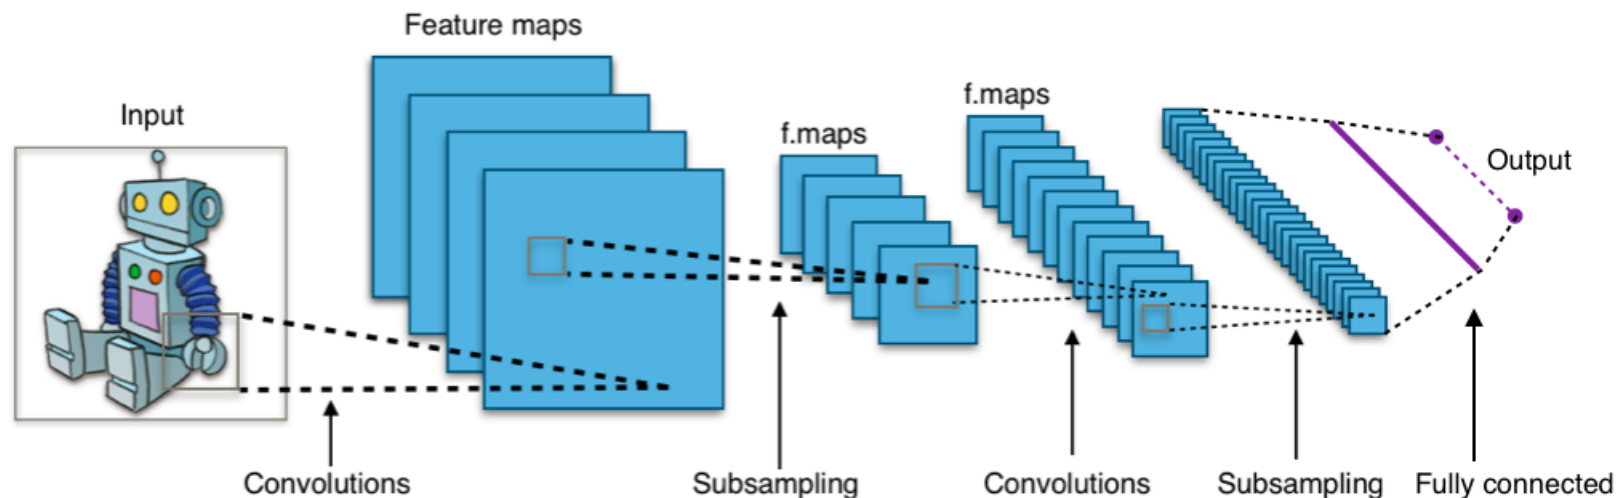 Feature maps
Input
f.maps
f.maps
Output
Convolutions
Subsampling
Convolutions
Subsampling
Fully connected